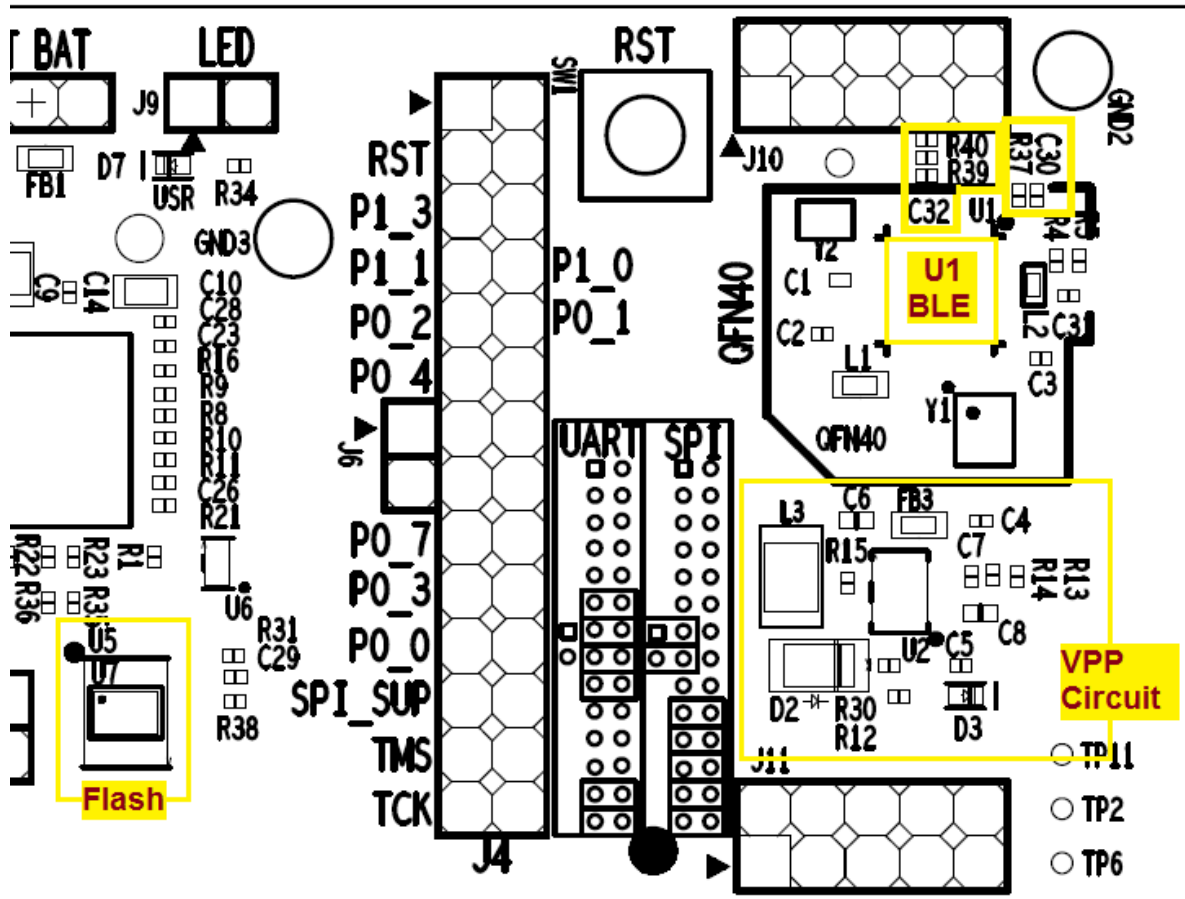 T BAT
LED
RST
J9
SW1
GND2
FB1
D7
USR
R34
RST
J10
R40
R39
R37
C30
C32
U1
P1_3
GND3
Y2
R4
P1_1
P1_0
C9
C14
C10
C28
C23
R16
R9
R8
R10
R11
C26
R21
P0_2
P0_1
QFN40
C1
U1
BLE
L2
C2
P0_4
L1
C3
J6
Y1
QFN40
UART
SPI
L3
C6
FB3
C4
P0_7
R15
C7
R14
R13
R22
R23
R1
R36
P0_3
U6
C8
U5
U7
R31
C29
P0_0
U2
C5
VPP
Circuit
SPI_SUP
R38
D2
R30
R12
D3
TMS
J11
TP11
Flash
TCK
TP2
J4
TP6